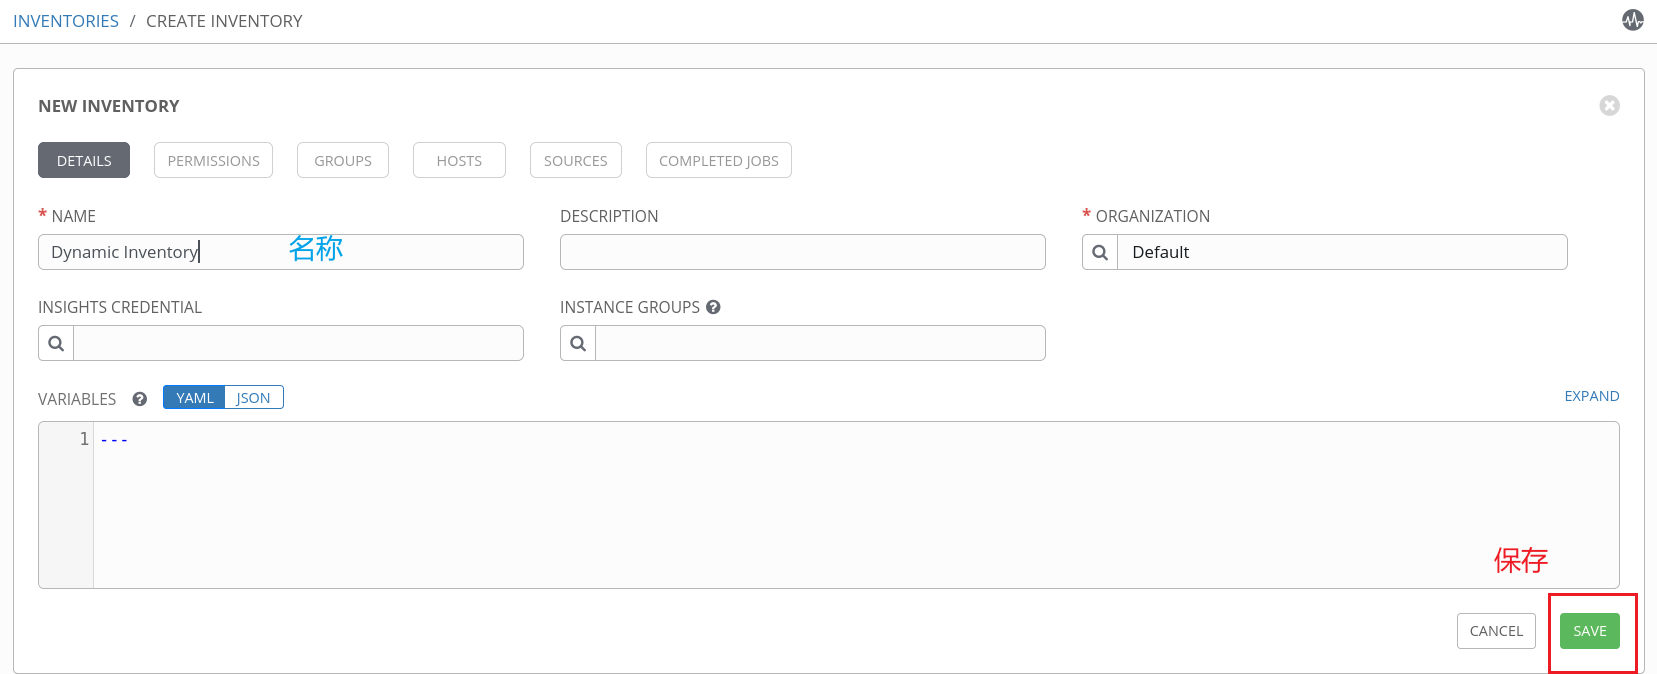 INVENTORIES / CREATE INVENTORY
NEW INVENTORY
DETAILS PERMISSIONS GROUPS HOSTS SOURCES COMPLETED JOBS
* NAME DESCRIPTION * ORGANIZATION
Dynamic Inventory 名称 Default
INSIGHTS CREDENTIAL INSTANCE GROUPS ?
VARIABLES ? YAML JSON EXPAND
1 ---
保存
CANCEL SAVE